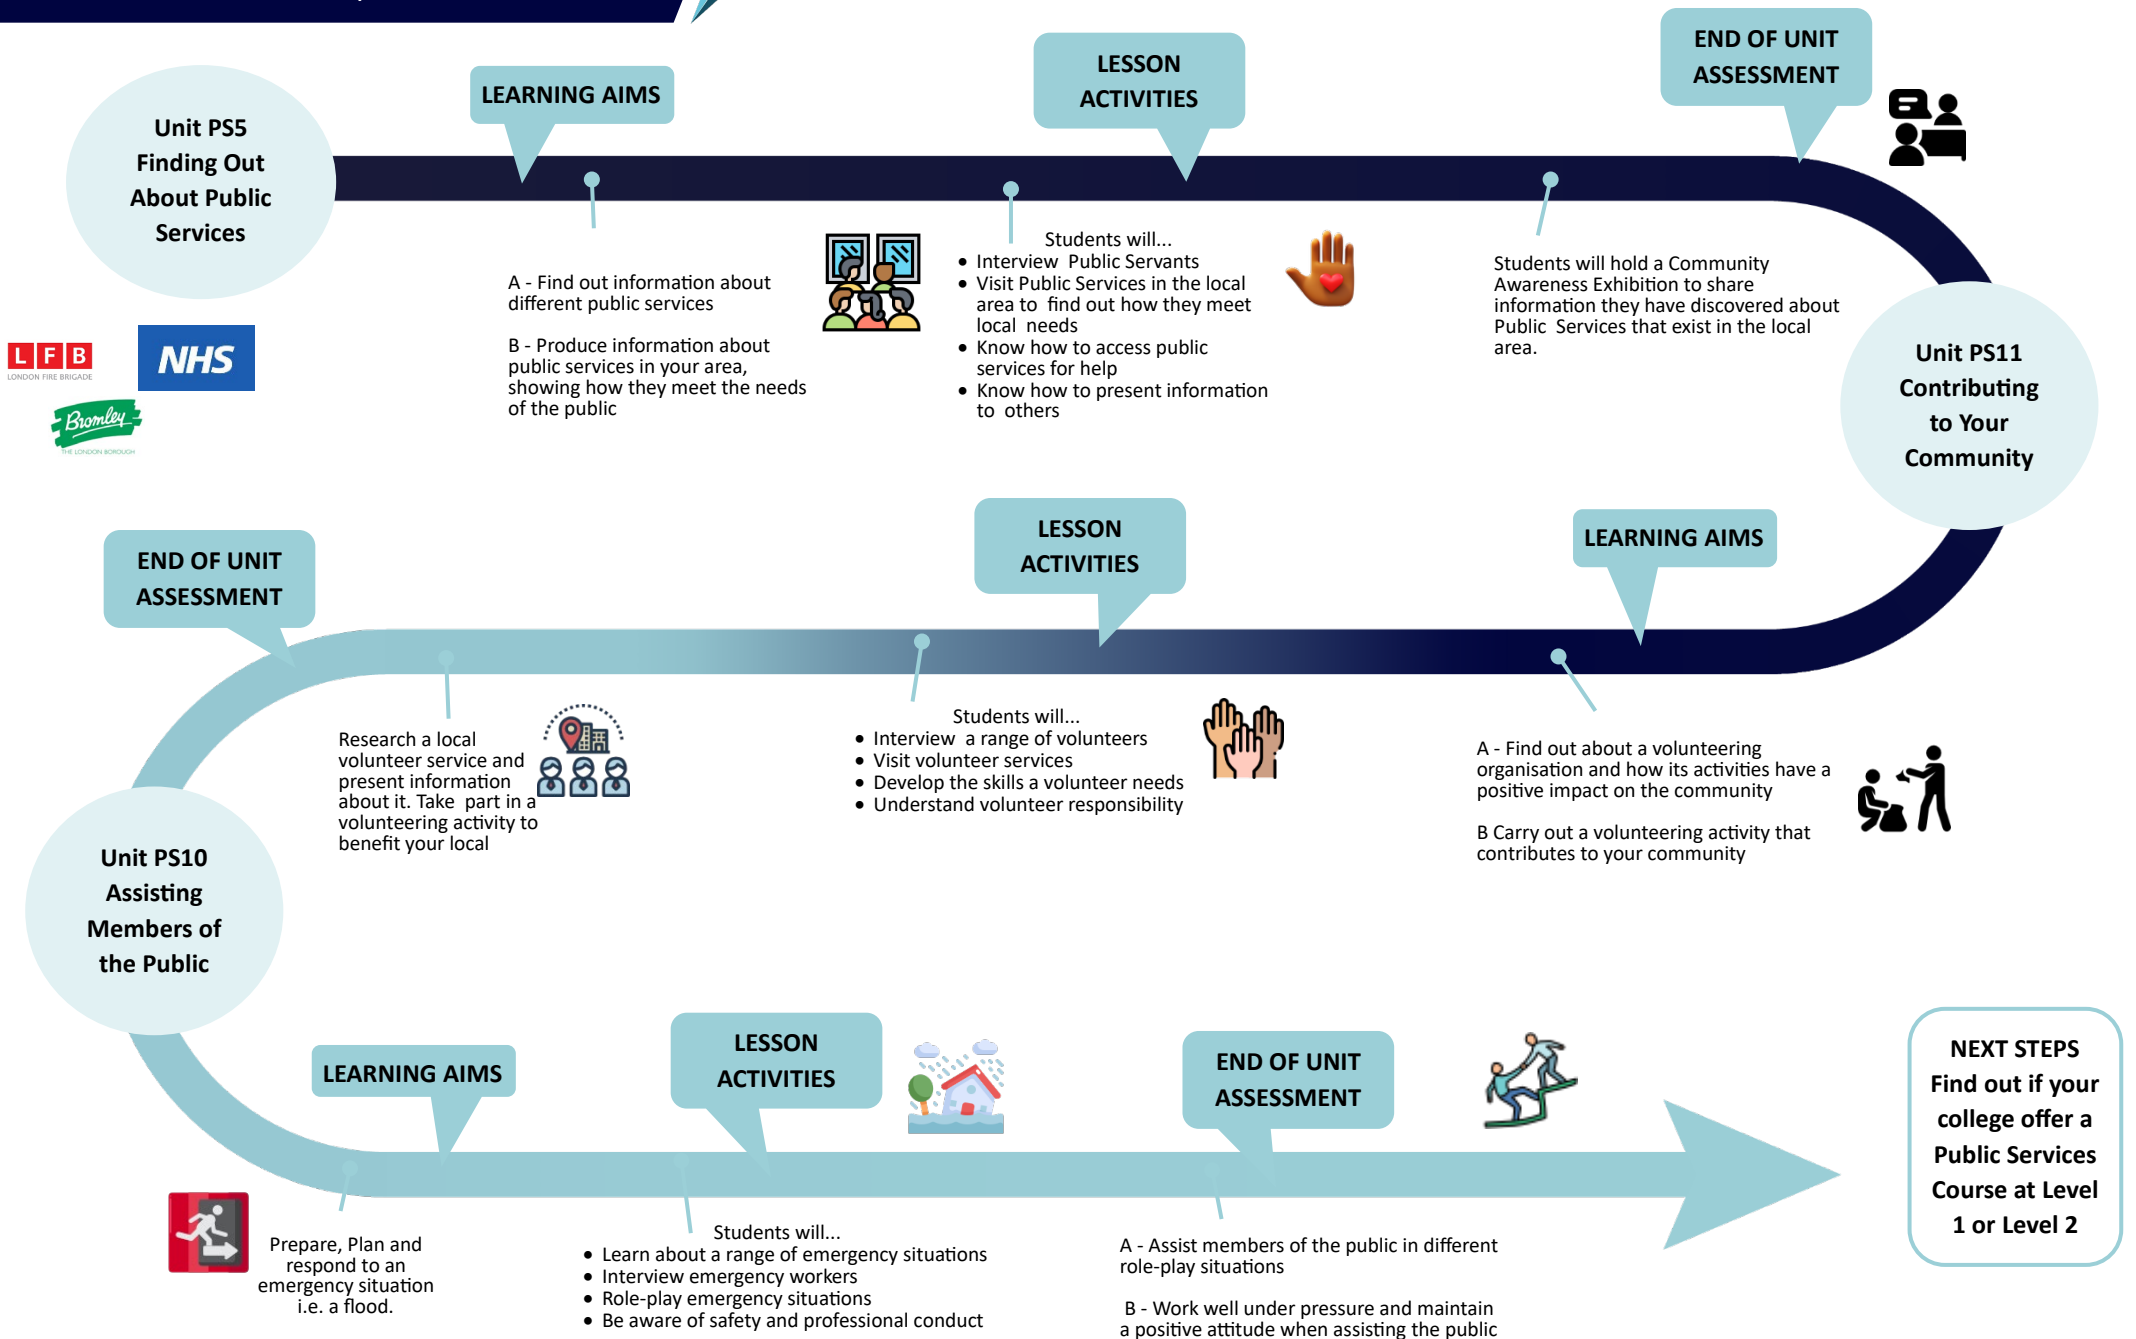 Unit PS5
Finding Out
About Public
Services
LFB
LONDON FIRE BRIGADE
NHS
Bromley
THE LONDON BOROUGH
LEARNING AIMS
A - Find out information about
different public services
B - Produce information about
public services in your area,
showing how they meet the needs
of the public
LESSON
ACTIVITIES
Students will...
• Interview Public Servants
• Visit Public Services in the local
area to find out how they meet
local needs
• Know how to access public
services for help
• Know how to present information
to others
END OF UNIT
ASSESSMENT
Students will hold a Community
Awareness Exhibition to share
information they have discovered about
Public Services that exist in the local
area.
Unit PS11
Contributing
to Your
Community
LEARNING AIMS
A - Find out about a volunteering
organisation and how its activities have a
positive impact on the community
B Carry out a volunteering activity that
contributes to your community
LESSON
ACTIVITIES
Students will...
• Interview a range of volunteers
• Visit volunteer services
• Develop the skills a volunteer needs
• Understand volunteer responsibility
END OF UNIT
ASSESSMENT
Research a local
volunteer service and
present information
about it. Take part in a
volunteering activity to
benefit your local
Unit PS10
Assisting
Members of
the Public
LEARNING AIMS
Prepare, Plan and
respond to an
emergency situation
i.e. a flood.
LESSON
ACTIVITIES
Students will...
• Learn about a range of emergency situations
• Interview emergency workers
• Role-play emergency situations
• Be aware of safety and professional conduct
END OF UNIT
ASSESSMENT
A - Assist members of the public in different
role-play situations
B - Work well under pressure and maintain
a positive attitude when assisting the public
NEXT STEPS
Find out if your
college offer a
Public Services
Course at Level
1 or Level 2